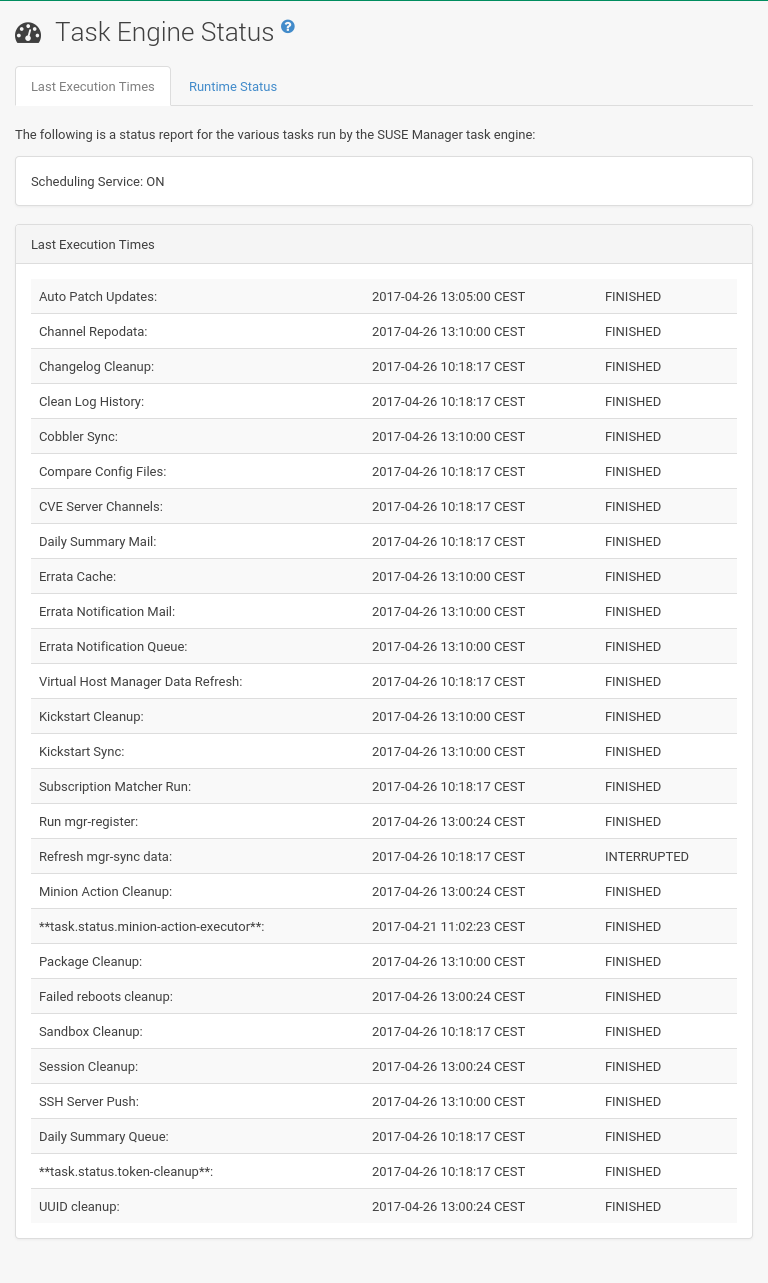 Task Engine Status ?
Last Execution Times Runtime Status
The following is a status report for the various tasks run by the SUSE Manager task engine:
Scheduling Service: ON
Last Execution Times
Auto Patch Updates: 2017-04-26 13:05:00 CEST FINISHED
Channel Repodata: 2017-04-26 13:10:00 CEST FINISHED
Changelog Cleanup: 2017-04-26 10:18:17 CEST FINISHED
Clean Log History: 2017-04-26 10:18:17 CEST FINISHED
Cobbler Sync: 2017-04-26 13:10:00 CEST FINISHED
Compare Config Files: 2017-04-26 10:18:17 CEST FINISHED
CVE Server Channels: 2017-04-26 10:18:17 CEST FINISHED
Daily Summary Mail: 2017-04-26 10:18:17 CEST FINISHED
Errata Cache: 2017-04-26 13:10:00 CEST FINISHED
Errata Notification Mail: 2017-04-26 13:10:00 CEST FINISHED
Errata Notification Queue: 2017-04-26 13:10:00 CEST FINISHED
Virtual Host Manager Data Refresh: 2017-04-26 10:18:17 CEST FINISHED
Kickstart Cleanup: 2017-04-26 13:10:00 CEST FINISHED
Kickstart Sync: 2017-04-26 13:10:00 CEST FINISHED
Subscription Matcher Run: 2017-04-26 10:18:17 CEST FINISHED
Run mgr-register: 2017-04-26 13:00:24 CEST FINISHED
Refresh mgr-sync data: 2017-04-26 10:18:17 CEST INTERRUPTED
Minion Action Cleanup: 2017-04-26 13:00:24 CEST FINISHED
**task.status.minion-action-executor**: 2017-04-21 11:02:23 CEST FINISHED
Package Cleanup: 2017-04-26 13:10:00 CEST FINISHED
Failed reboots cleanup: 2017-04-26 13:00:24 CEST FINISHED
Sandbox Cleanup: 2017-04-26 10:18:17 CEST FINISHED
Session Cleanup: 2017-04-26 13:00:24 CEST FINISHED
SSH Server Push: 2017-04-26 13:10:00 CEST FINISHED
Daily Summary Queue: 2017-04-26 10:18:17 CEST FINISHED
**task.status.token-cleanup**: 2017-04-26 10:18:17 CEST FINISHED
UUID cleanup: 2017-04-26 13:00:24 CEST FINISHED